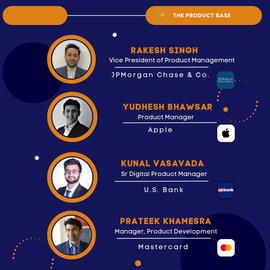 THE PRODUCT BASE
RAKESH SINGH
Vice President of Product Management
JPMorgan Chase & Co.
YUDHESH BHAWSAR
Product Manager
Apple
KUNAL VASAVADA
Sr Digital Product Manager
U.S. Bank
usbank
PRATEEK KHAMESRA
Manager, Product Development
Mastercard